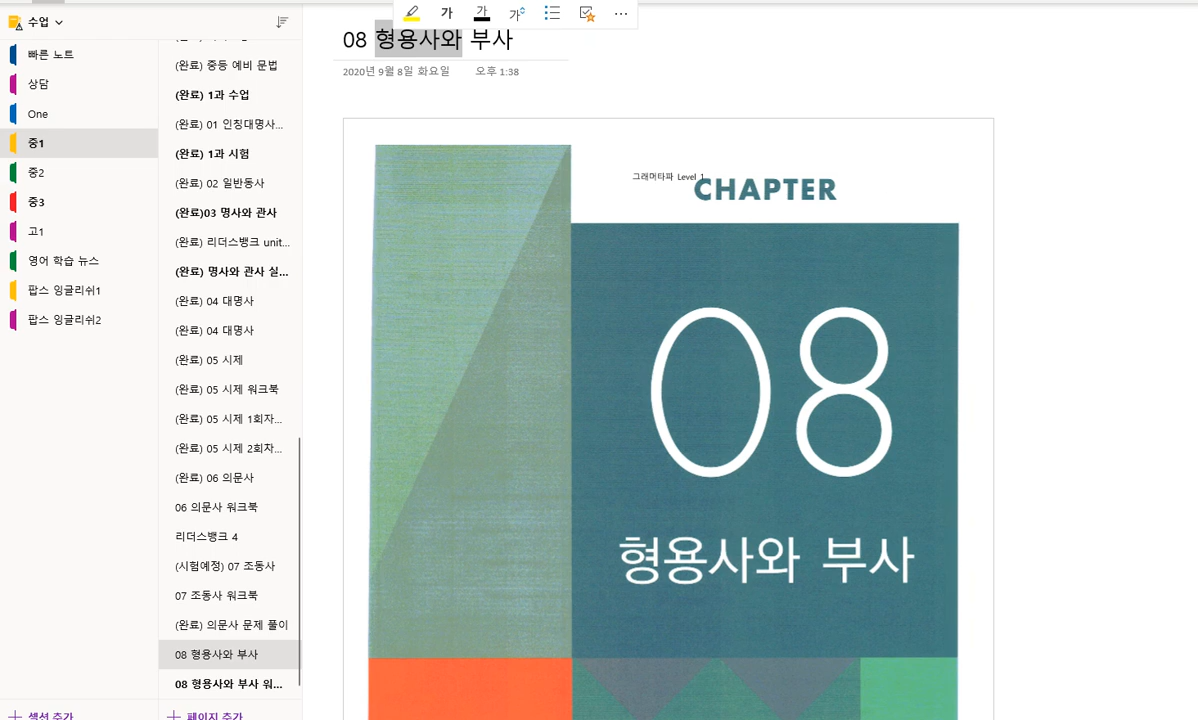 수업
빠른 노트
상담
One
중1
중2
중3
고1
영어 학습 뉴스
팝스 잉글리쉬1
팝스 잉글리쉬2
섹션 추가
(완료) 중등 예비 문법
(완료) 1과 수업
(완료) 01 인칭대명사...
(완료) 1과 시험
(완료) 02 일반동사
(완료)03 명사와 관사
(완료) 리더스뱅크 unit...
(완료) 명사와 관사 실...
(완료) 04 대명사
(완료) 04 대명사
(완료) 05 시제
(완료) 05 시제 워크북
(완료) 05 시제 1회자...
(완료) 05 시제 2회차...
(완료) 06 의문사
06 의문사 워크북
리더스뱅크 4
(시험예정) 07 조동사
07 조동사 워크북
(완료) 의문사 문제 풀이
08 형용사와 부사
08 형용사와 부사 워...
페이지 추가
가 가 가
08 형용사와 부사
2020년 9월 8일 화요일 오후 1:38
그래머타파 Level 1
CHAPTER
08
형용사와 부사